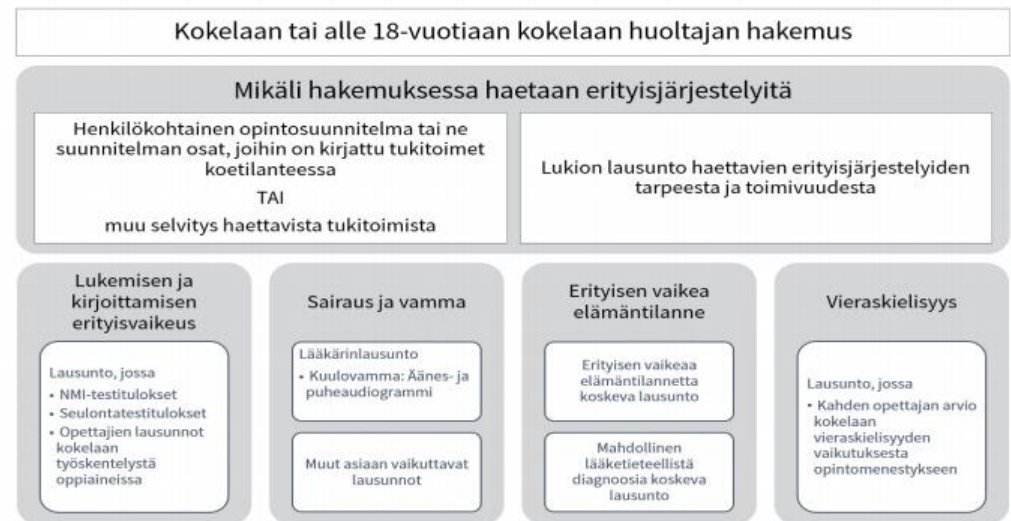 Kokelaan tai alle 18-vuotiaan kokelaan huoltajan hakemus
Mikäli hakemuksessa haetaan erityisjärjestelyitä
Henkilökohtainen opintosuunnitelma tai ne
suunnitelman osat, joihin on kirjattu tukitoimet
koetilanteessa
TAI
muu selvitys haettavista tukitoimista
Lukion lausunto haettavien erityisjärjestelyiden
tarpeesta ja toimivuudesta
Lukemisen ja
kirjoittamisen
erityisvaikeus
Lausunto, jossa
• NMI-testitulokset
• Seulontatestitulokset
• Opettajien lausunnot
kokelaan
työskentelystä
oppiaineissa
Sairaus ja vamma
Lääkärinlausunto
• Kuulovamma: Äänes- ja
puheaudiogrammi
Muut asiaan vaikuttavat
lausunnot
Erityisen vaikea
elämäntilanne
Erityisen vaikeaa
elämäntilannetta
koskeva lausunto
Mahdollinen
lääketieteellistä
diagnoosia koskeva
lausunto
Vieraskielisyys
Lausunto, jossa
• Kahden opettajan arvio
kokelaan
vieraskielisyyden
vaikutuksesta
opintomenestykseen